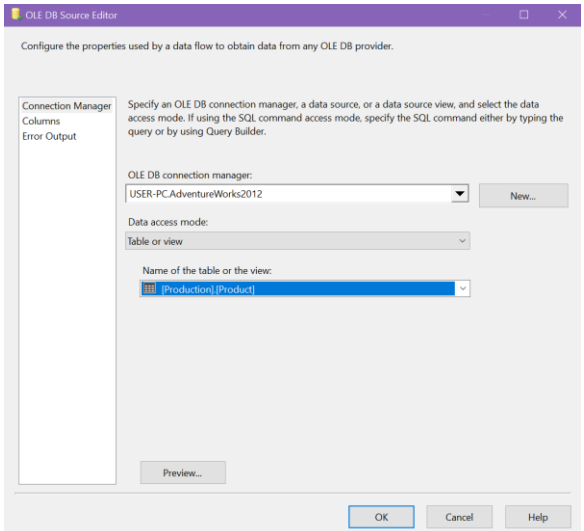 OLE DB Source Editor
Configure the properties used by a data flow to obtain data from any OLE DB provider.
Connection Manager
Columns
Error Output
Specify an OLE DB connection manager, a data source, or a data source view, and select the data
access mode. If using the SQL command access mode, specify the SQL command either by typing the
query or by using Query Builder.
OLE DB connection manager:
USER-PC.AdventureWorks2012
New...
Data access mode:
Table or view
Name of the table or the view:
[Production].[Product]
Preview...
OK
Cancel
Help